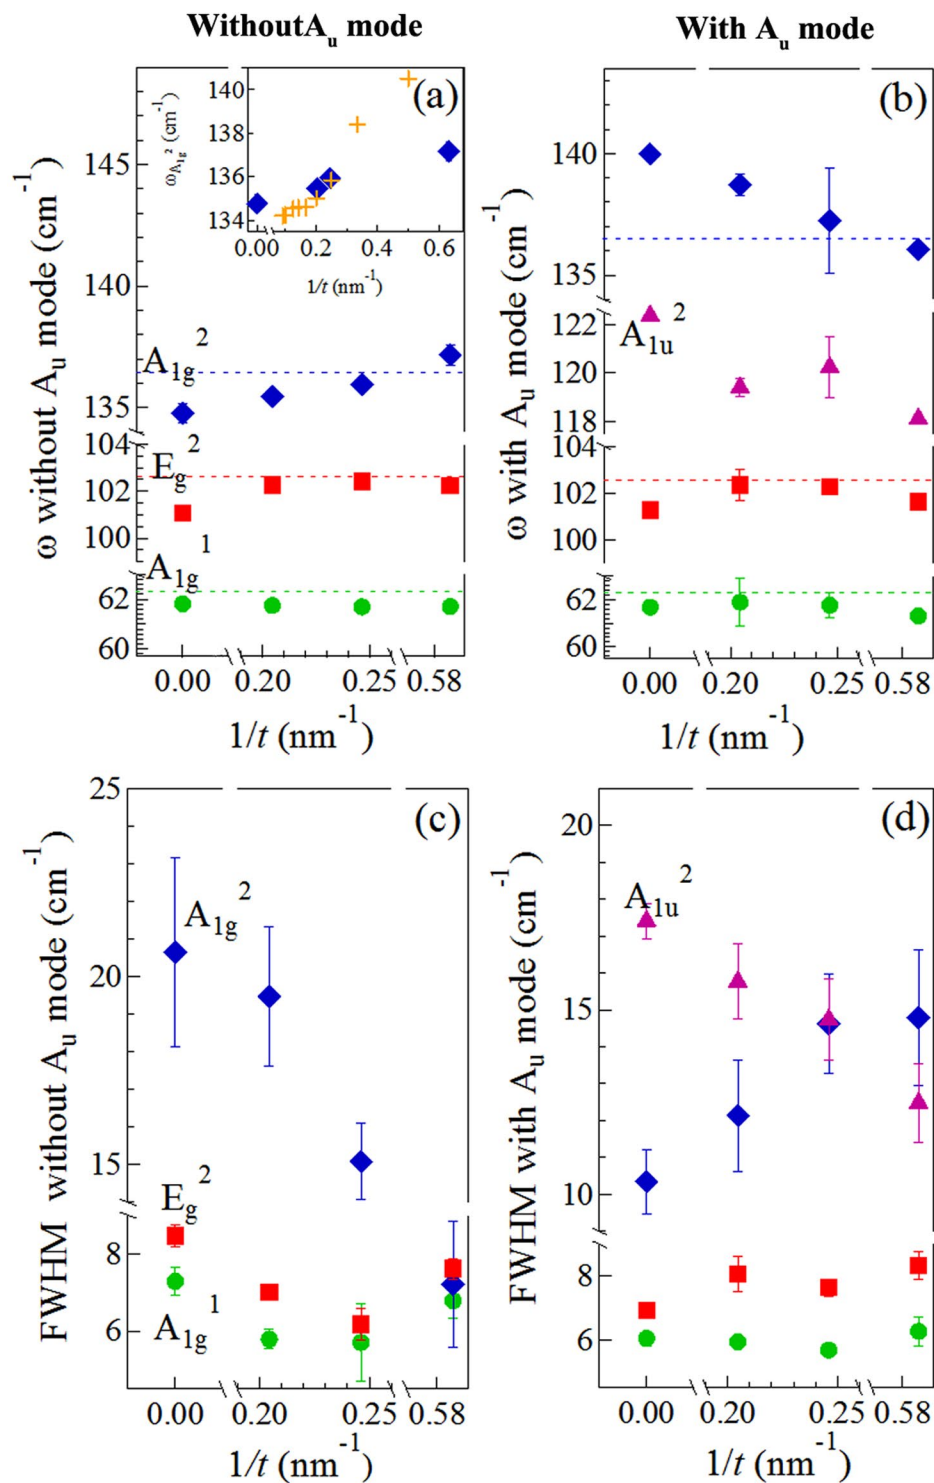 WithoutA_u mode
With A_u mode
(a)
ω without A_u mode (cm^-1)
145
140
135
104
102
100
62
60
A_1g^2
E_g^2
A_1g^1
0.00
0.20
0.25
0.58
1/t (nm^-1)
ω_A_1g^2 (cm^-1)
140
138
136
134
0.00
0.2
0.4
0.6
1/t (nm^-1)
(b)
ω with A_u mode (cm^-1)
140
135
122
120
118
104
102
100
62
60
A_1u^2
0.00
0.20
0.25
0.58
1/t (nm^-1)
(c)
FWHM without A_u mode (cm^-1)
25
20
15
8
6
A_1g^2
E_g^2
A_1g^1
0.00
0.20
0.25
0.58
1/t (nm^-1)
(d)
FWHM with A_u mode (cm^-1)
20
15
10
8
6
A_1u^2
0.00
0.20
0.25
0.58
1/t (nm^-1)